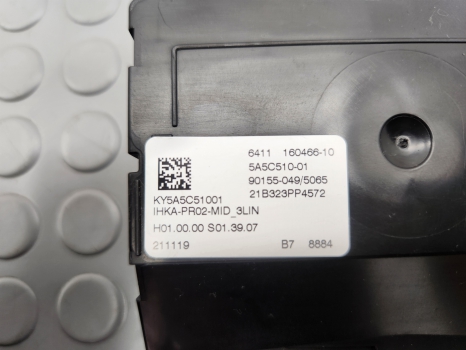 6411 160466-10
5A5C510-01
90155-049/5065
21B323PP4572
KY5A5C51001
IHKA-PR02-MID_3LIN
H01.00.00 S01.39.07
211119 B7 8884